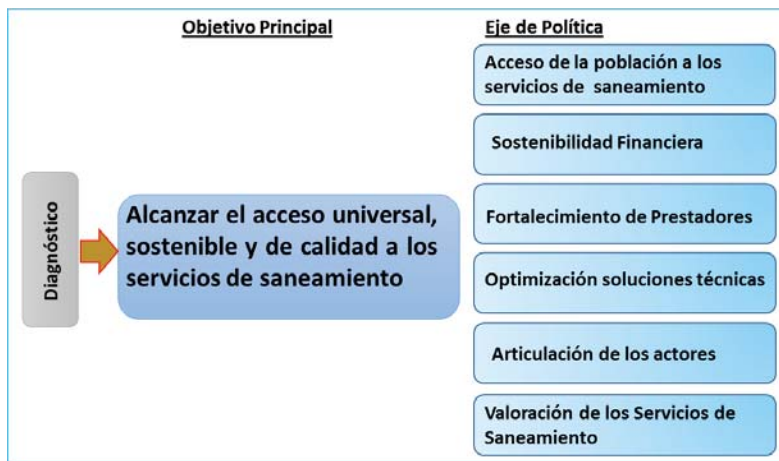 Objetivo Principal
Eje de Política
Diagnóstico
Alcanzar el acceso universal,
sostenible y de calidad a los
servicios de saneamiento
Acceso de la población a los
servicios de saneamiento
Sostenibilidad Financiera
Fortalecimiento de Prestadores
Optimización soluciones técnicas
Articulación de los actores
Valoración de los Servicios de
Saneamiento